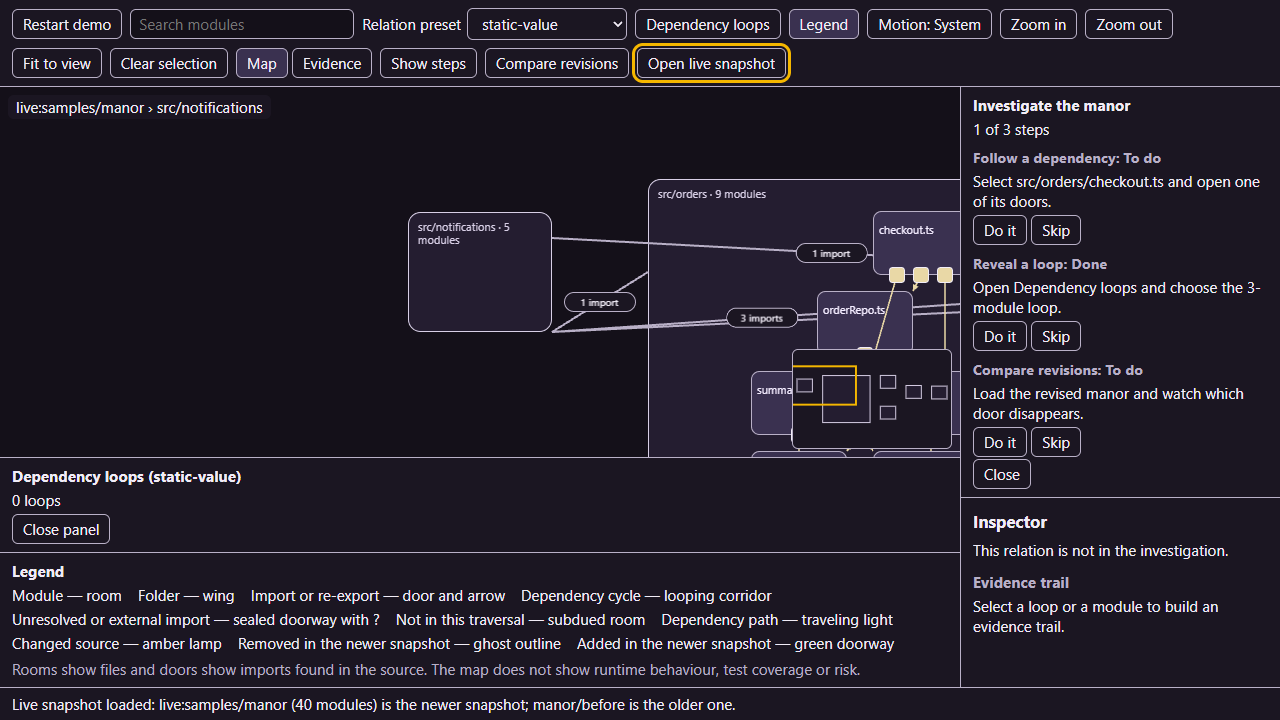 Restart demo
Search modules
Relation preset
static-value
Dependency loops
Legend
Motion: System
Zoom in
Zoom out
Fit to view
Clear selection
Map
Evidence
Show steps
Compare revisions
Open live snapshot
live:samples/manor › src/notifications
src/notifications · 5
modules
src/orders · 9 modules
checkout.ts
1 import
1 import
3 imports
orderRepo.ts
summa
Investigate the manor
1 of 3 steps
Follow a dependency: To do
Select src/orders/checkout.ts and open one
of its doors.
Do it
Skip
Reveal a loop: Done
Open Dependency loops and choose the 3-
module loop.
Do it
Skip
Compare revisions: To do
Load the revised manor and watch which
door disappears.
Do it
Skip
Close
Inspector
This relation is not in the investigation.
Evidence trail
Select a loop or a module to build an
evidence trail.
Dependency loops (static-value)
0 loops
Close panel
Legend
Module — room Folder — wing Import or re-export — door and arrow Dependency cycle — looping corridor
Unresolved or external import — sealed doorway with ? Not in this traversal — subdued room Dependency path — traveling light
Changed source — amber lamp Removed in the newer snapshot — ghost outline Added in the newer snapshot — green doorway
Rooms show files and doors show imports found in the source. The map does not show runtime behaviour, test coverage or risk.
Live snapshot loaded: live:samples/manor (40 modules) is the newer snapshot; manor/before is the older one.